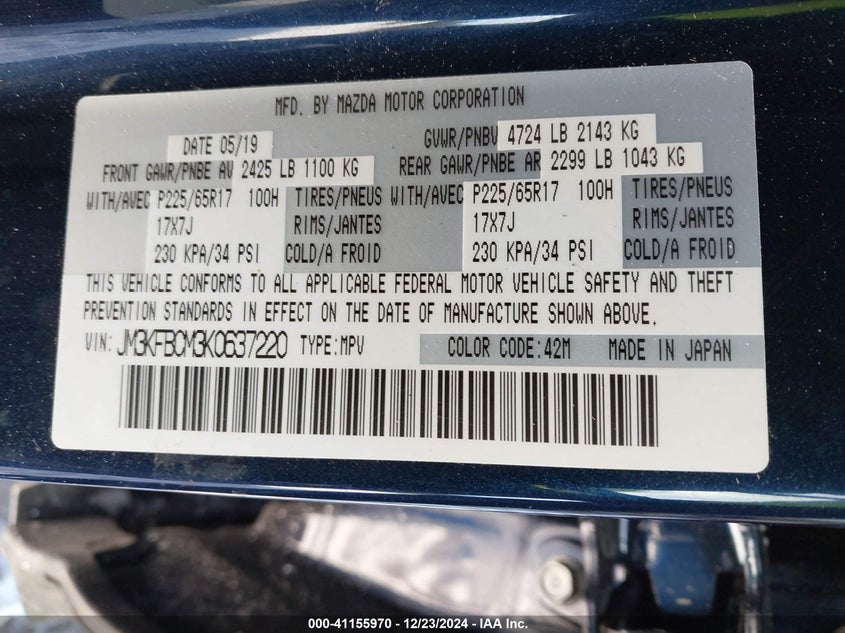 MFD. BY MAZDA MOTOR CORPORATION
DATE 05/19 GVWR/PNBV 4724 LB 2143 KG
FRONT GAWR/PNBE AV 2425 LB 1100 KG REAR GAWR/PNBE AR 2299 LB 1043 KG
WITH/AVEC P225/65R17 100H TIRES/PNEUS WITH/AVEC P225/65R17 100H TIRES/PNEUS
17X7J RIMS/JANTES 17X7J RIMS/JANTES
230 KPA/34 PSI COLD/A FROID 230 KPA/34 PSI COLD/A FROID
THIS VEHICLE CONFORMS TO ALL APPLICABLE FEDERAL MOTOR VEHICLE SAFETY AND THEFT
PREVENTION STANDARDS IN EFFECT ON THE DATE OF MANUFACTURE SHOWN ABOVE.
VIN: JM3KFBCM3K0637220 TYPE:MPV COLOR CODE:42M MADE IN JAPAN
000-41155970 - 12/23/2024 - IAA Inc.